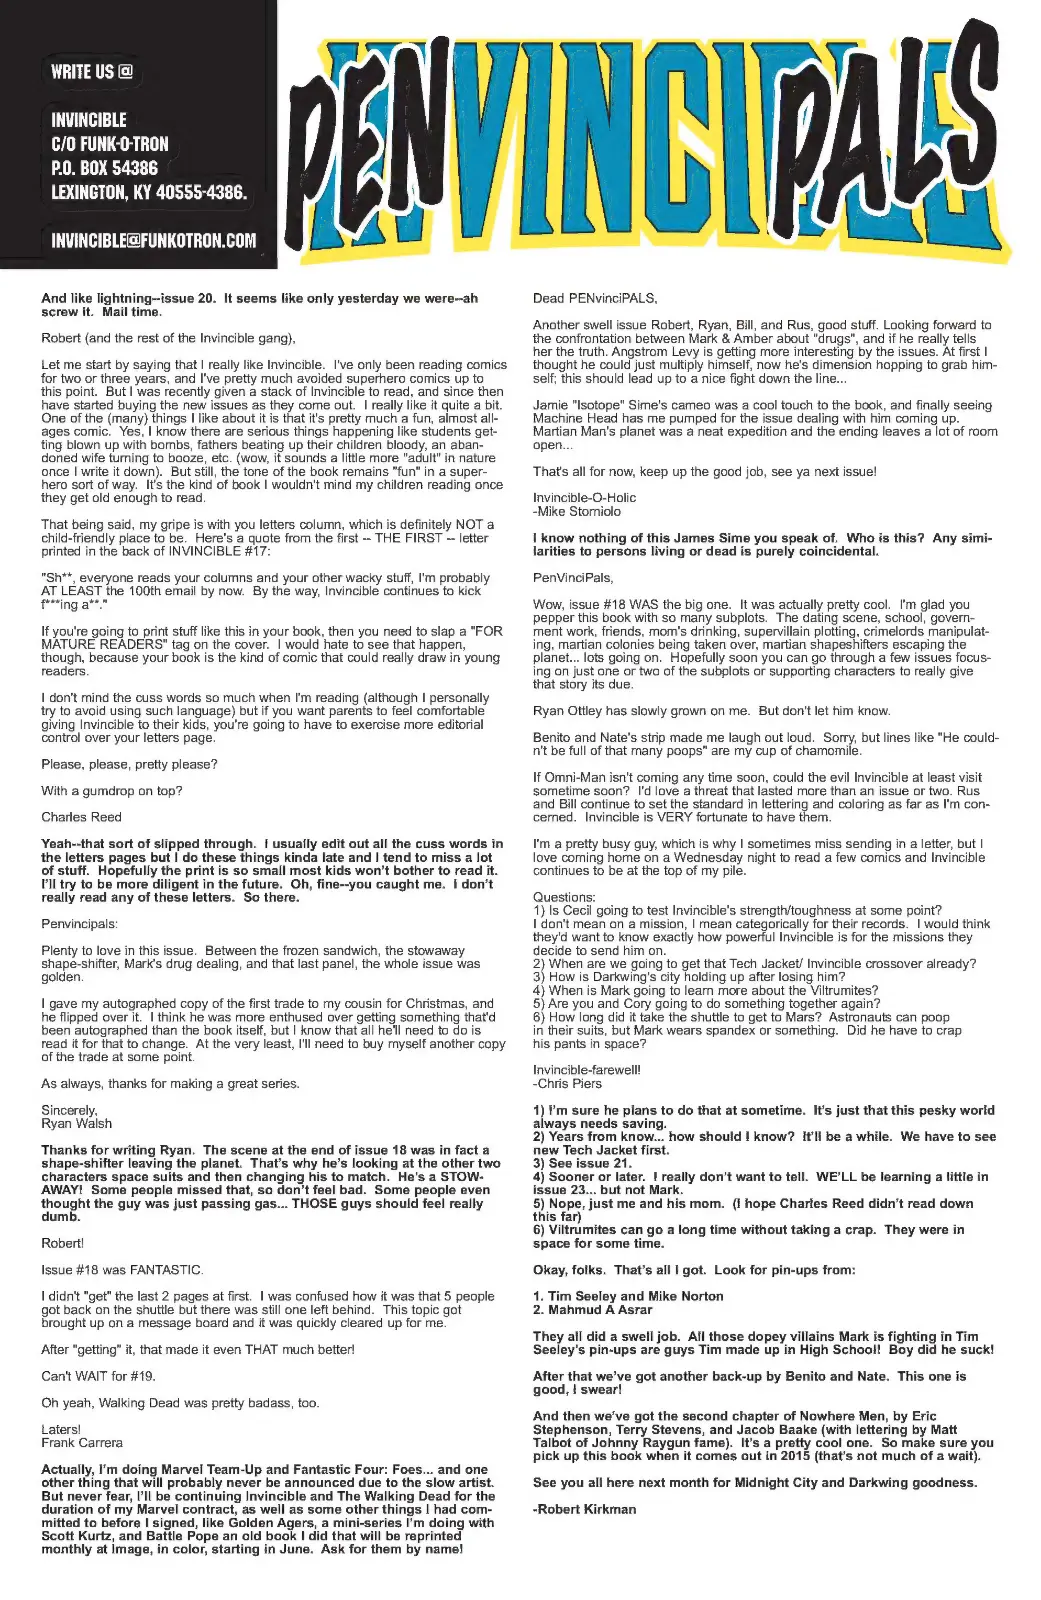 WRITE US @
INVINCIBLE
C/O FUNK-O-TRON
P.O. BOX 54386
LEXINGTON, KY 40555-4386.
INVINCIBLE@FUNKOTRON.COM
INVINCIBLE
PEN PALS
And like lightning--issue 20. It seems like only yesterday we were--ah
screw it. Mail time.
Robert (and the rest of the Invincible gang),
Let me start by saying that I really like Invincible. I've only been reading comics
for two or three years, and I've pretty much avoided superhero comics up to
this point. But I was recently given a stack of Invincible to read, and since then
have started buying the new issues as they come out. I really like it quite a bit.
One of the (many) things I like about it is that it's pretty much a fun, almost all-
ages comic. Yes, I know there are serious things happening like students get-
ting blown up with bombs, fathers beating up their children bloody, an aban-
doned wife turning to booze, etc. (wow, it sounds a little more "adult" in nature
once I write it down). But still, the tone of the book remains "fun" in a super-
hero sort of way. It's the kind of book I wouldn't mind my children reading once
they get old enough to read.
That being said, my gripe is with you letters column, which is definitely NOT a
child-friendly place to be. Here's a quote from the first -- THE FIRST -- letter
printed in the back of INVINCIBLE #17:
"Sh**, everyone reads your columns and your other wacky stuff, I'm probably
AT LEAST the 100th email by now. By the way, Invincible continues to kick
f***ing a**."
If you're going to print stuff like this in your book, then you need to slap a "FOR
MATURE READERS" tag on the cover. I would hate to see that happen,
though, because your book is the kind of comic that could really draw in young
readers.
I don't mind the cuss words so much when I'm reading (although I personally
try to avoid using such language) but if you want parents to feel comfortable
giving Invincible to their kids, you're going to have to exercise more editorial
control over your letters page.
Please, please, pretty please?
With a gumdrop on top?
Charles Reed
Yeah--that sort of slipped through. I usually edit out all the cuss words in
the letters pages but I do these things kinda late and I tend to miss a lot
of stuff. Hopefully the print is so small most kids won't bother to read it.
I'll try to be more diligent in the future. Oh, fine--you caught me. I don't
really read any of these letters. So there.
Penvincipals:
Plenty to love in this issue. Between the frozen sandwich, the stowaway
shape-shifter, Mark's drug dealing, and that last panel, the whole issue was
golden.
I gave my autographed copy of the first trade to my cousin for Christmas, and
he flipped over it. I think he was more enthused over getting something that'd
been autographed than the book itself, but I know that all he'll need to do is
read it for that to change. At the very least, I'll need to buy myself another copy
of the trade at some point.
As always, thanks for making a great series.
Sincerely,
Ryan Walsh
Thanks for writing Ryan. The scene at the end of issue 18 was in fact a
shape-shifter leaving the planet. That's why he's looking at the other two
characters space suits and then changing his to match. He's a STOW-
AWAY! Some people missed that, so don't feel bad. Some people even
thought the guy was just passing gas... THOSE guys should feel really
dumb.
Robert!
Issue #18 was FANTASTIC.
I didn't "get" the last 2 pages at first. I was confused how it was that 5 people
got back on the shuttle but there was still one left behind. This topic got
brought up on a message board and it was quickly cleared up for me.
After "getting" it, that made it even THAT much better!
Can't WAIT for #19.
Oh yeah, Walking Dead was pretty badass, too.
Laters!
Frank Carrera
Actually, I'm doing Marvel Team-Up and Fantastic Four: Foes... and one
other thing that will probably never be announced due to the slow artist.
But never fear, I'll be continuing Invincible and The Walking Dead for the
duration of my Marvel contract, as well as some other things I had com-
mitted to before I signed, like Golden Agers, a mini-series I'm doing with
Scott Kurtz, and Battle Pope an old book I did that will be reprinted
monthly at Image, in color, starting in June. Ask for them by name!
Dead PENvinciPALS,
Another swell issue Robert, Ryan, Bill, and Rus, good stuff. Looking forward to
the confrontation between Mark & Amber about "drugs", and if he really tells
her the truth. Angstrom Levy is getting more interesting by the issues. At first I
thought he could just multiply himself, now he's dimension hopping to grab him-
self; this should lead up to a nice fight down the line...
Jamie "Isotope" Sime's cameo was a cool touch to the book, and finally seeing
Machine Head has me pumped for the issue dealing with him coming up.
Martian Man's planet was a neat expedition and the ending leaves a lot of room
open...
That's all for now, keep up the good job, see ya next issue!
Invincible-O-Holic
-Mike Stomiolo
I know nothing of this James Sime you speak of. Who is this? Any simi-
larities to persons living or dead is purely coincidental.
PenVinciPals,
Wow, issue #18 WAS the big one. It was actually pretty cool. I'm glad you
pepper this book with so many subplots. The dating scene, school, govern-
ment work, friends, mom's drinking, supervillain plotting, crimelords manipulat-
ing, martian colonies being taken over, martian shapeshifters escaping the
planet... lots going on. Hopefully soon you can go through a few issues focus-
ing on just one or two of the subplots or supporting characters to really give
that story its due.
Ryan Ottley has slowly grown on me. But don't let him know.
Benito and Nate's strip made me laugh out loud. Sorry, but lines like "He could-
n't be full of that many poops" are my cup of chamomile.
If Omni-Man isn't coming any time soon, could the evil Invincible at least visit
sometime soon? I'd love a threat that lasted more than an issue or two. Rus
and Bill continue to set the standard in lettering and coloring as far as I'm con-
cerned. Invincible is VERY fortunate to have them.
I'm a pretty busy guy, which is why I sometimes miss sending in a letter, but I
love coming home on a Wednesday night to read a few comics and Invincible
continues to be at the top of my pile.
Questions:
1) Is Cecil going to test Invincible's strength/toughness at some point?
I don't mean on a mission, I mean categorically for their records. I would think
they'd want to know exactly how powerful Invincible is for the missions they
decide to send him on.
2) When are we going to get that Tech Jacket/ Invincible crossover already?
3) How is Darkwing's city holding up after losing him?
4) When is Mark going to learn more about the Viltrumites?
5) Are you and Cory going to do something together again?
6) How long did it take the shuttle to get to Mars? Astronauts can poop
in their suits, but Mark wears spandex or something. Did he have to crap
his pants in space?
Invincible-farewell!
-Chris Piers
1) I'm sure he plans to do that at sometime. It's just that this pesky world
always needs saving.
2) Years from know... how should I know? It'll be a while. We have to see
new Tech Jacket first.
3) See issue 21.
4) Sooner or later. I really don't want to tell. WE'LL be learning a little in
issue 23... but not Mark.
5) Nope, just me and his mom. (I hope Charles Reed didn't read down
this far)
6) Viltrumites can go a long time without taking a crap. They were in
space for some time.
Okay, folks. That's all I got. Look for pin-ups from:
1. Tim Seeley and Mike Norton
2. Mahmud A Asrar
They all did a swell job. All those dopey villains Mark is fighting in Tim
Seeley's pin-ups are guys Tim made up in High School! Boy did he suck!
After that we've got another back-up by Benito and Nate. This one is
good, I swear!
And then we've got the second chapter of Nowhere Men, by Eric
Stephenson, Terry Stevens, and Jacob Baake (with lettering by Matt
Talbot of Johnny Raygun fame). It's a pretty cool one. So make sure you
pick up this book when it comes out in 2015 (that's not much of a wait).
See you all here next month for Midnight City and Darkwing goodness.
-Robert Kirkman